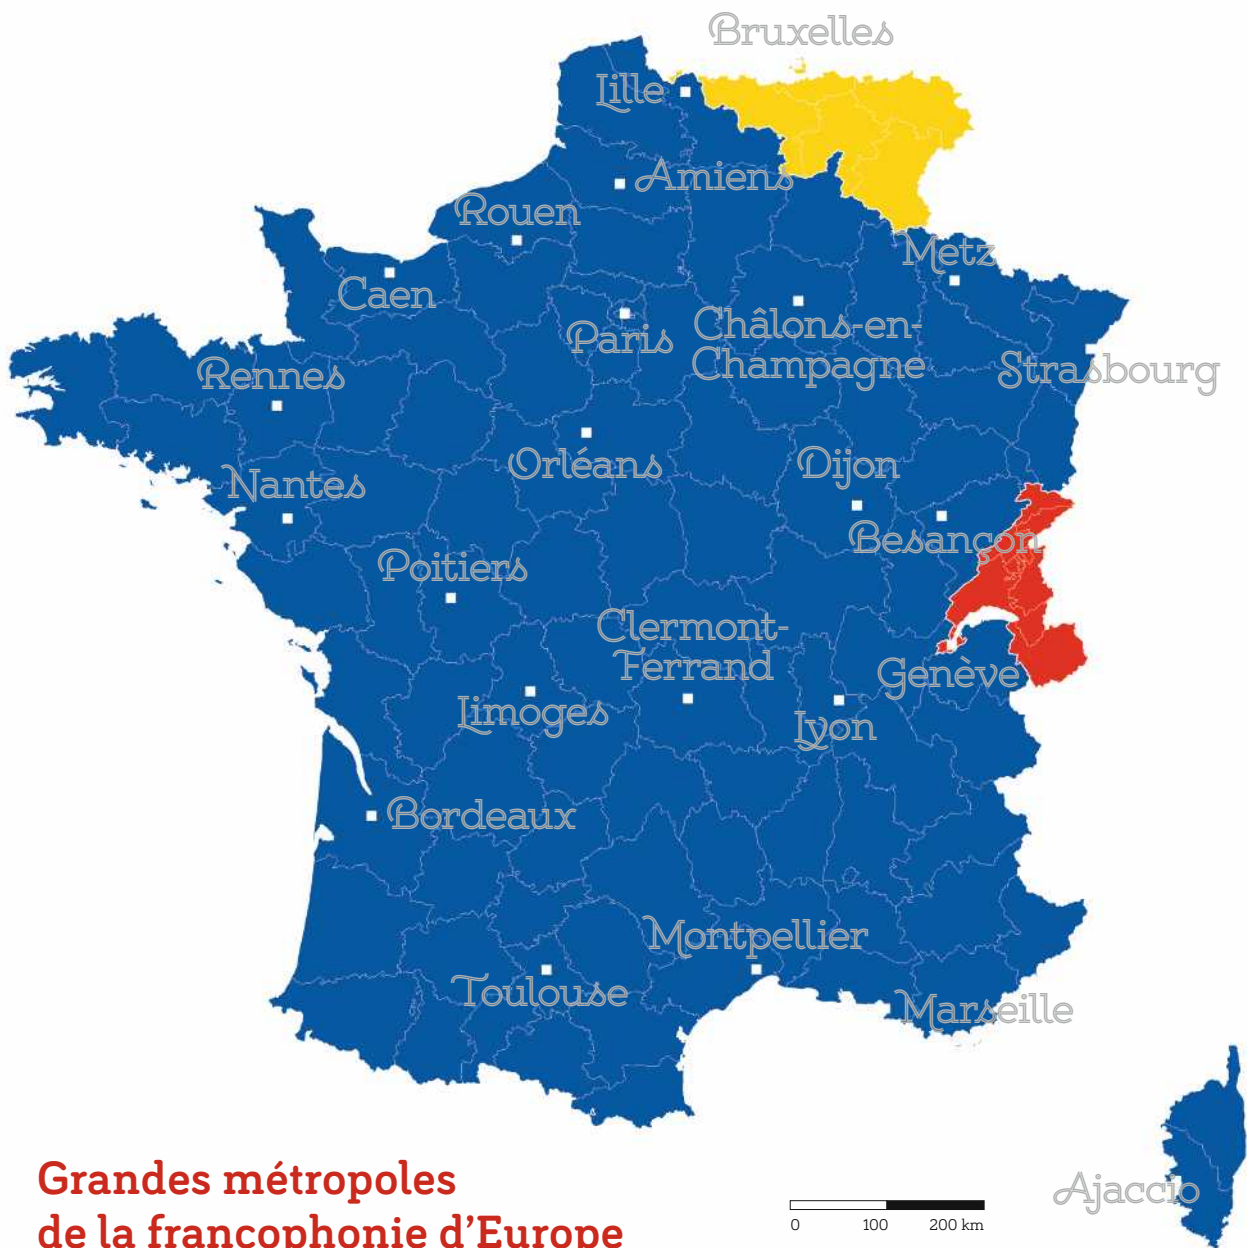 Bruxelles
Lille
Amiens
Rouen
Metz
Caen
Paris
Châlons-en-
Champagne
Strasbourg
Rennes
Orléans
Dijon
Nantes
Besançon
Poitiers
Clermont-
Ferrand
Genève
Limoges
Lyon
Bordeaux
Montpellier
Toulouse
Marseille
Ajaccio
Grandes métropoles
de la francophonie d'Europe
0 100 200 km